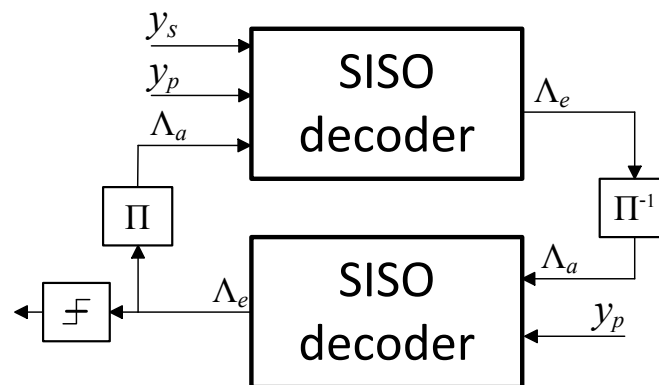 y_s
y_p
Λ_a
SISO
decoder
Λ_e
Π
Π⁻¹
Λ_e
SISO
decoder
Λ_a
y_p